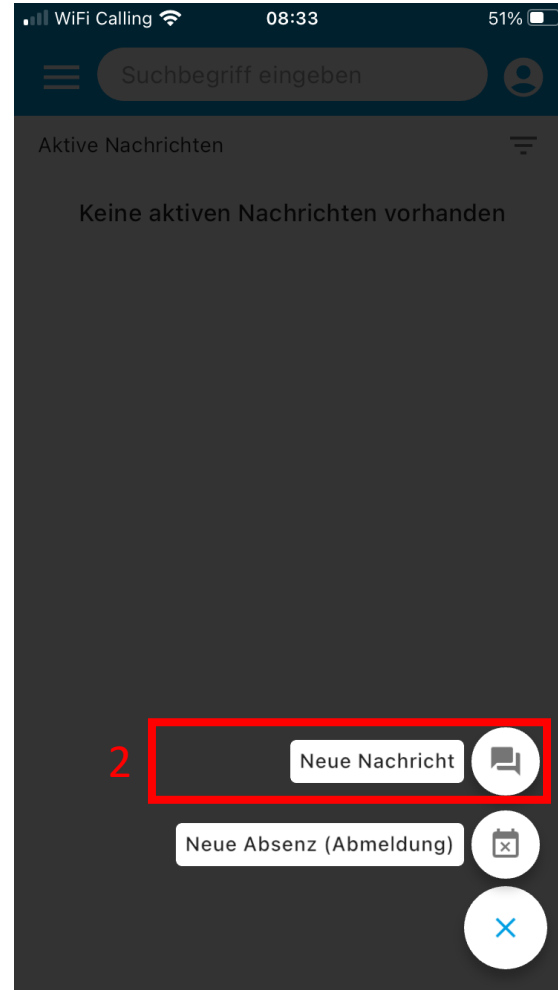 WiFi Calling 08:33 51%
Suchbegriff eingeben
Aktive Nachrichten
Keine aktiven Nachrichten vorhanden
2 Neue Nachricht
Neue Absenz (Abmeldung)